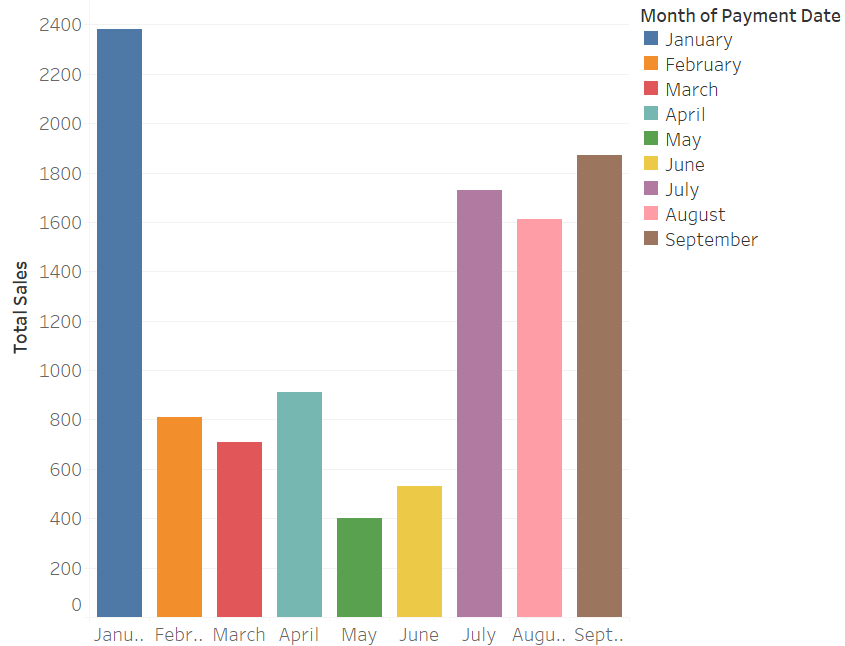 2400
2200
2000
1800
1600
1400
1200
1000
800
600
400
200
0
Total Sales
Janu.. Febr.. March April May June July Augu.. Sept..
Month of Payment Date
January
February
March
April
May
June
July
August
September